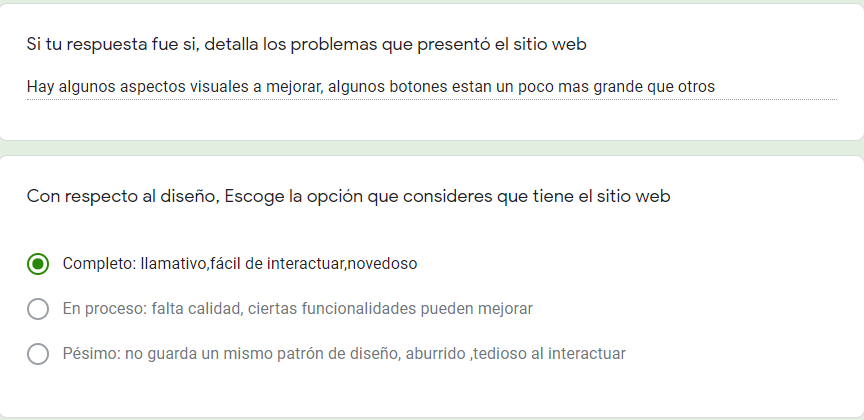 Si tu respuesta fue si, detalla los problemas que presentó el sitio web
Hay algunos aspectos visuales a mejorar, algunos botones estan un poco mas grande que otros
Con respecto al diseño, Escoge la opción que consideres que tiene el sitio web
Completo: llamativo,fácil de interactuar,novedoso
En proceso: falta calidad, ciertas funcionalidades pueden mejorar
Pésimo: no guarda un mismo patrón de diseño, aburrido ,tedioso al interactuar